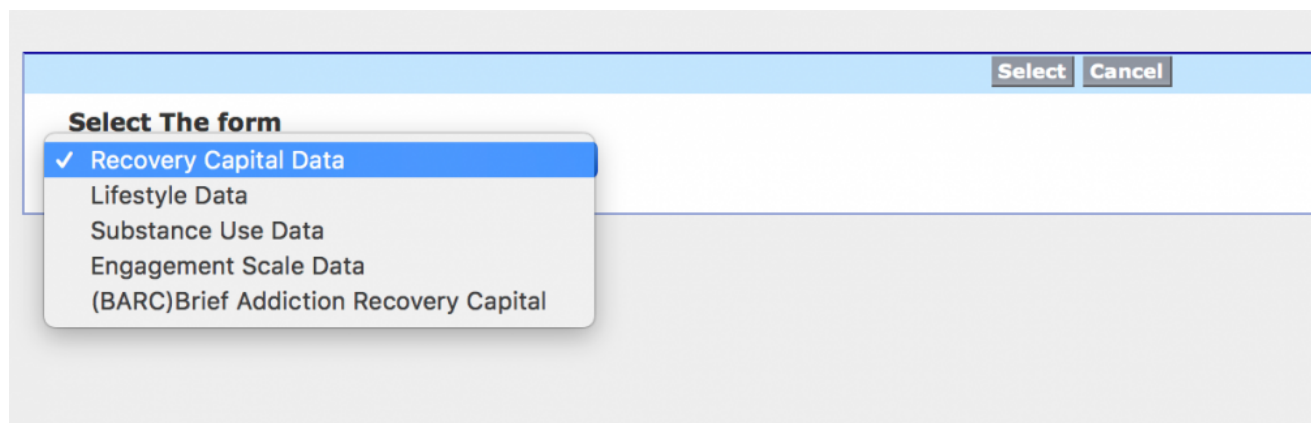 Select Cancel
Select The form
✓ Recovery Capital Data
Lifestyle Data
Substance Use Data
Engagement Scale Data
(BARC)Brief Addiction Recovery Capital